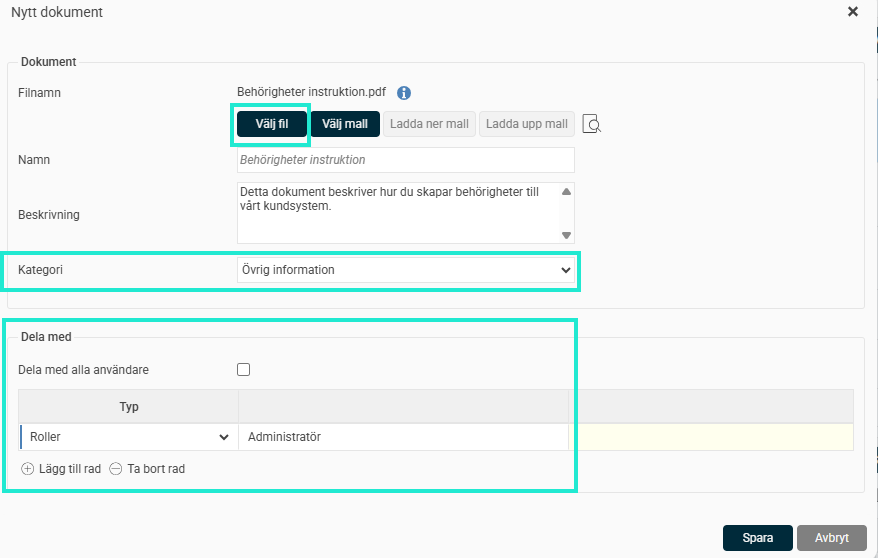 Nytt dokument
Dokument
Filnamn Behörigheter instruktion.pdf
Välj fil Välj mall Ladda ner mall Ladda upp mall
Namn Behörigheter instruktion
Beskrivning Detta dokument beskriver hur du skapar behörigheter till
vårt kundsystem.
Kategori Övrig information
Dela med
Dela med alla användare
Typ
Roller Administratör
Lägg till rad Ta bort rad
Spara Avbryt